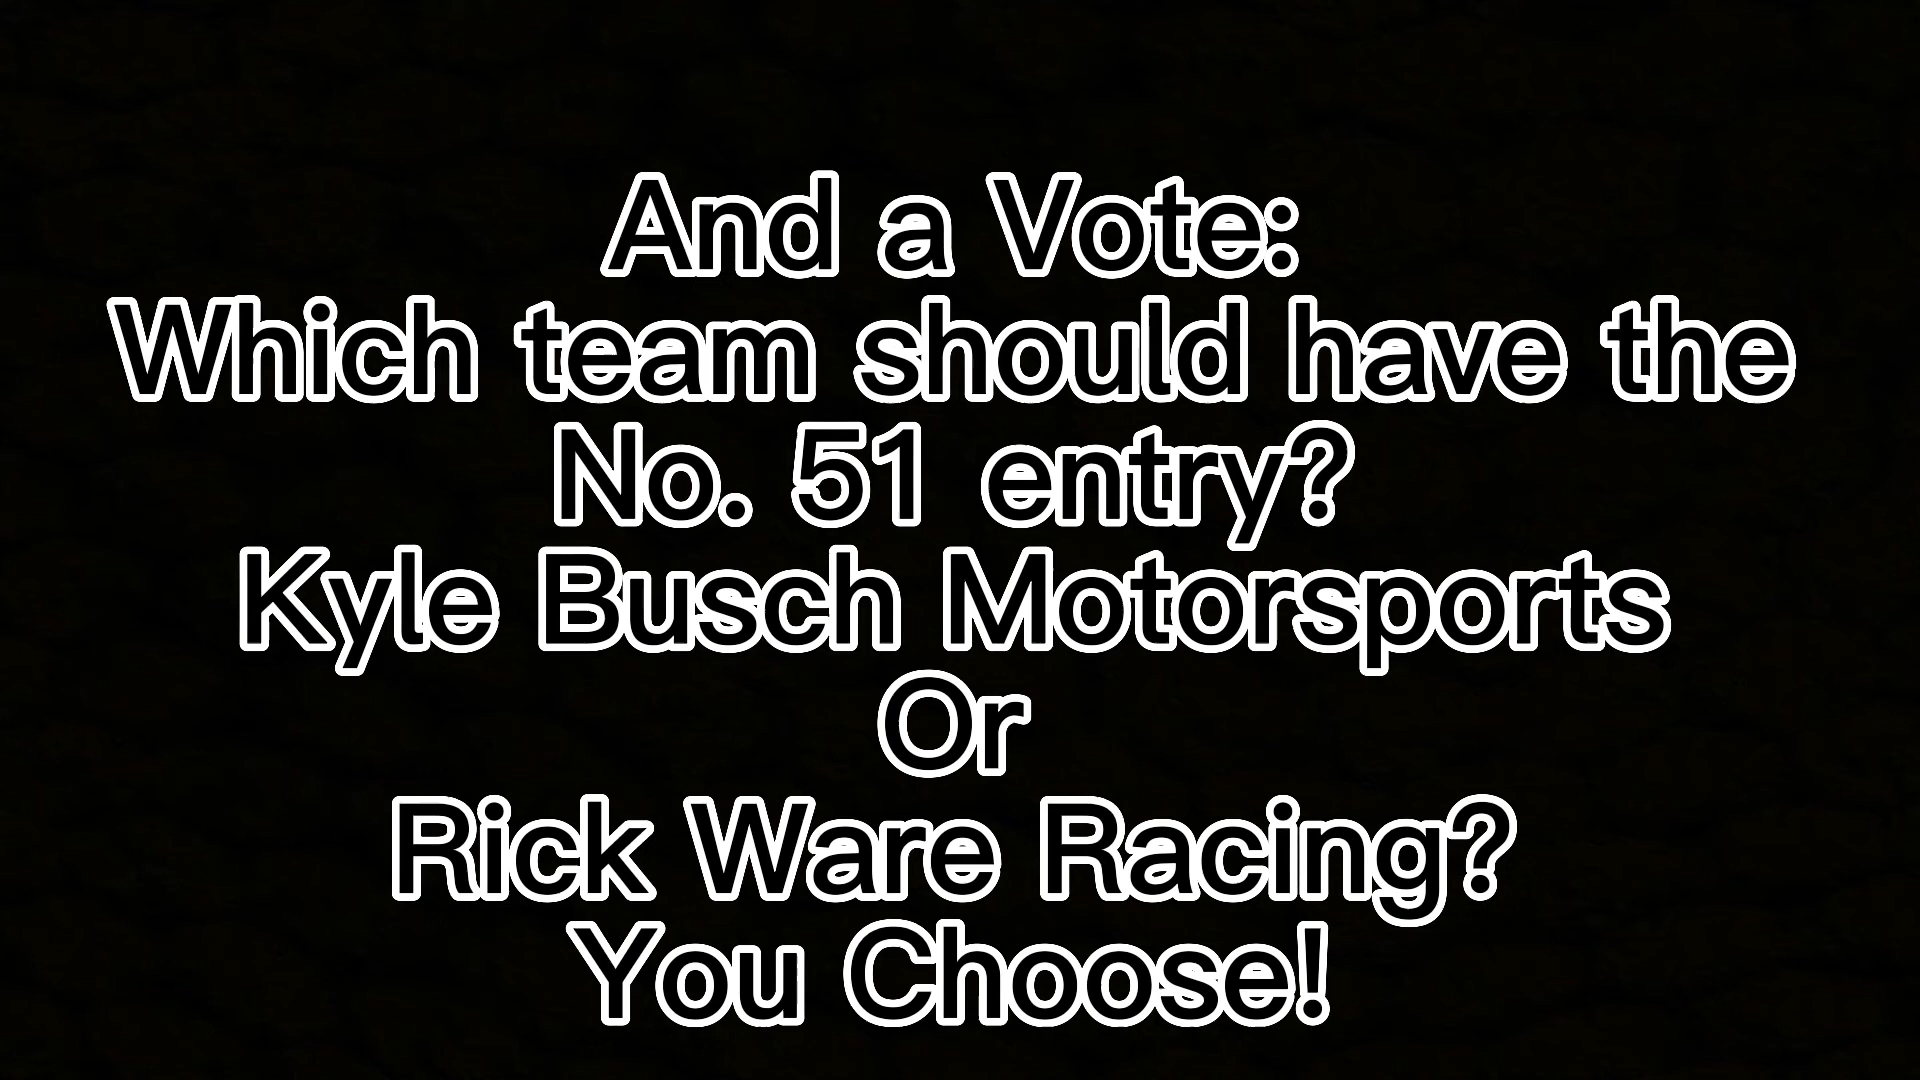 And a Vote:
Which team should have the
No. 51 entry?
Kyle Busch Motorsports
Or
Rick Ware Racing?
You Choose!